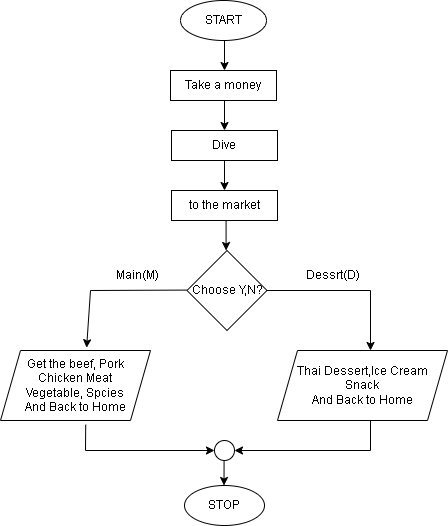 START
Take a money
Dive
to the market
Choose Y,N?
Main(M)
Dessrt(D)
Get the beef, Pork
Chicken Meat
Vegetable, Spcies
And Back to Home
Thai Dessert,Ice Cream
Snack
And Back to Home
STOP